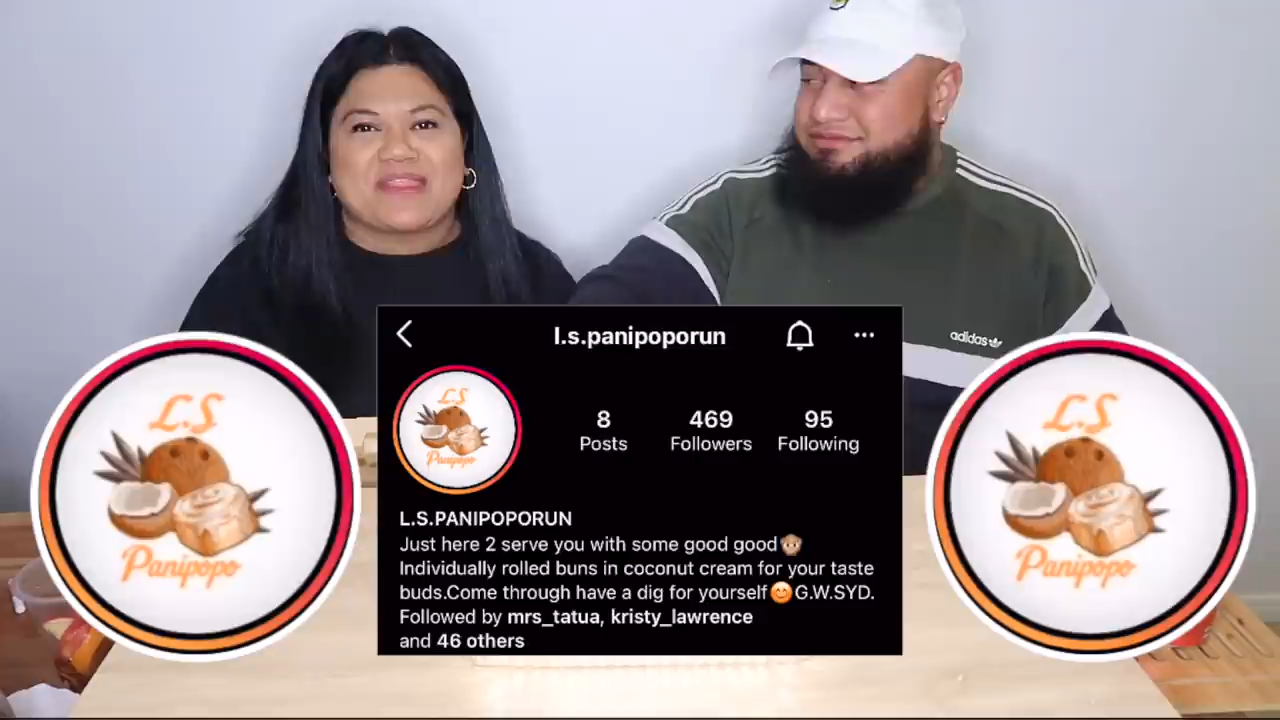 l.s.panipoporun
8 469 95
Posts Followers Following
L.S
Panipopo
L.S.PANIPOPORUN
Just here 2 serve you with some good good🐵
Individually rolled buns in coconut cream for your taste
buds.Come through have a dig for yourself😊G.W.SYD.
Followed by mrs_tatua, kristy_lawrence
and 46 others
adidas
L.S
Panipopo
L.S
Panipopo